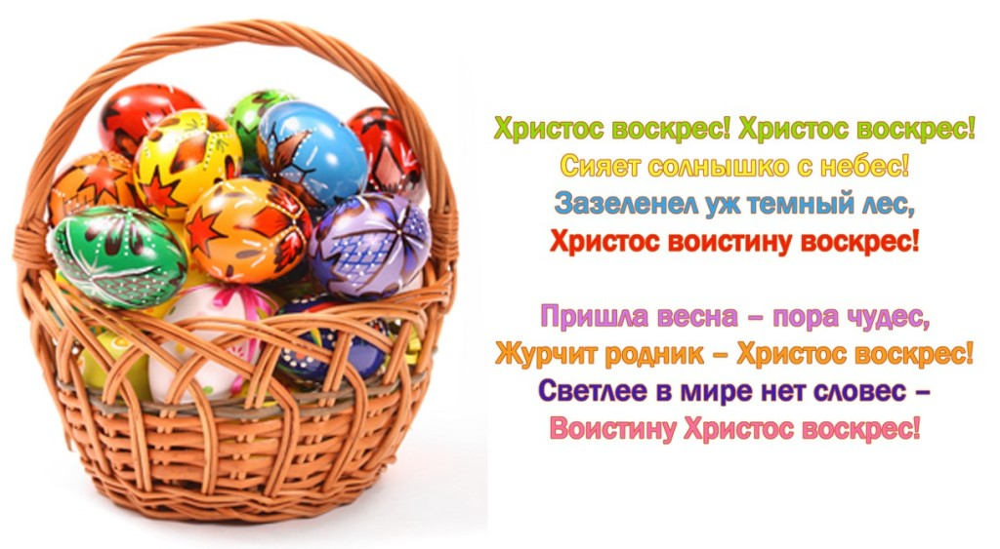 Христос воскрес! Христос воскрес!
Сияет солнышко с небес!
Зазеленел уж темный лес,
Христос воистину воскрес!
Пришла весна – пора чудес,
Журчит родник – Христос воскрес!
Светлее в мире нет словес –
Воистину Христос воскрес!